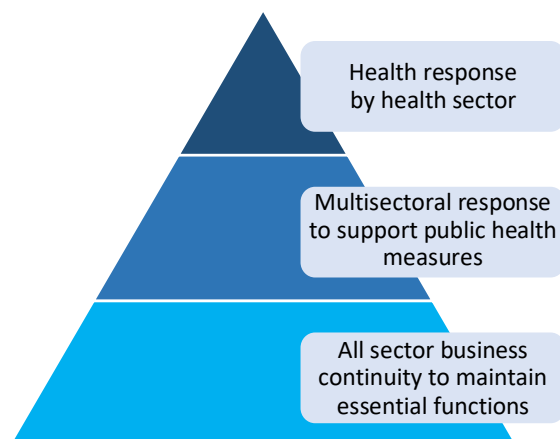 Health response
by health sector
Multisectoral response
to support public health
measures
All sector business
continuity to maintain
essential functions